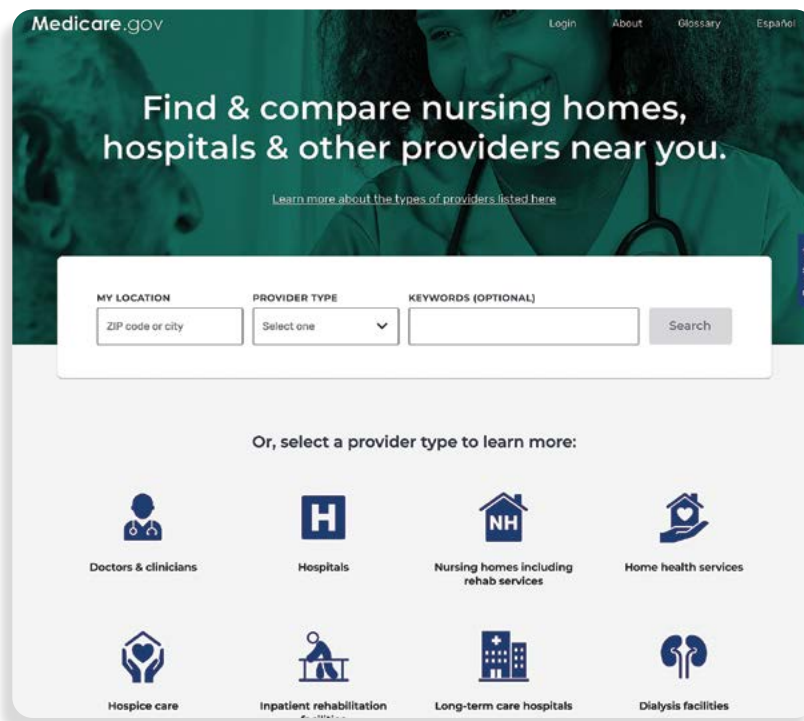 Medicare.gov
Login About Glossary Español
Find & compare nursing homes,
hospitals & other providers near you.
Learn more about the types of providers listed here
MY LOCATION PROVIDER TYPE KEYWORDS (OPTIONAL)
ZIP code or city Select one Search
Or, select a provider type to learn more:
H NH
Doctors & clinicians Hospitals Nursing homes including Home health services
rehab services
Hospice care Inpatient rehabilitation Long-term care hospitals Dialysis facilities
facilities